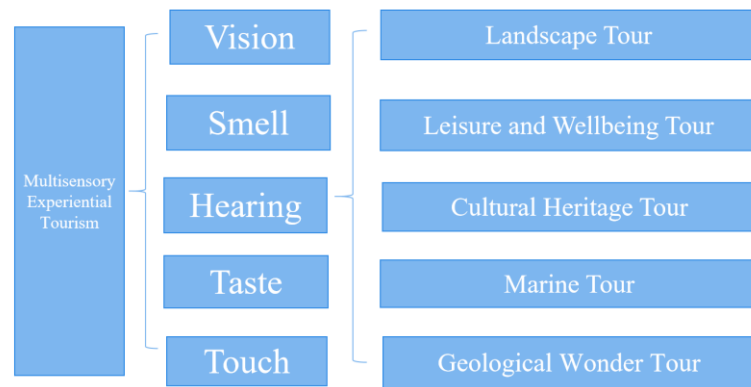 Multisensory
Experiential
Tourism
Vision
Smell
Hearing
Taste
Touch
Landscape Tour
Leisure and Wellbeing Tour
Cultural Heritage Tour
Marine Tour
Geological Wonder Tour